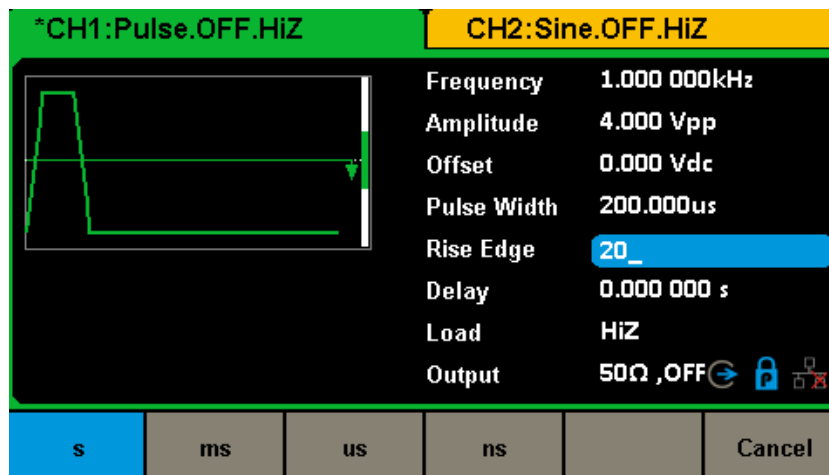 *CH1:Pulse.OFF.HiZ
CH2:Sine.OFF.HiZ
Frequency 1.000 000kHz
Amplitude 4.000 Vpp
Offset 0.000 Vdc
Pulse Width 200.000us
Rise Edge 20_
Delay 0.000 000 s
Load HiZ
Output 50Ω ,OFF P
s ms us ns Cancel